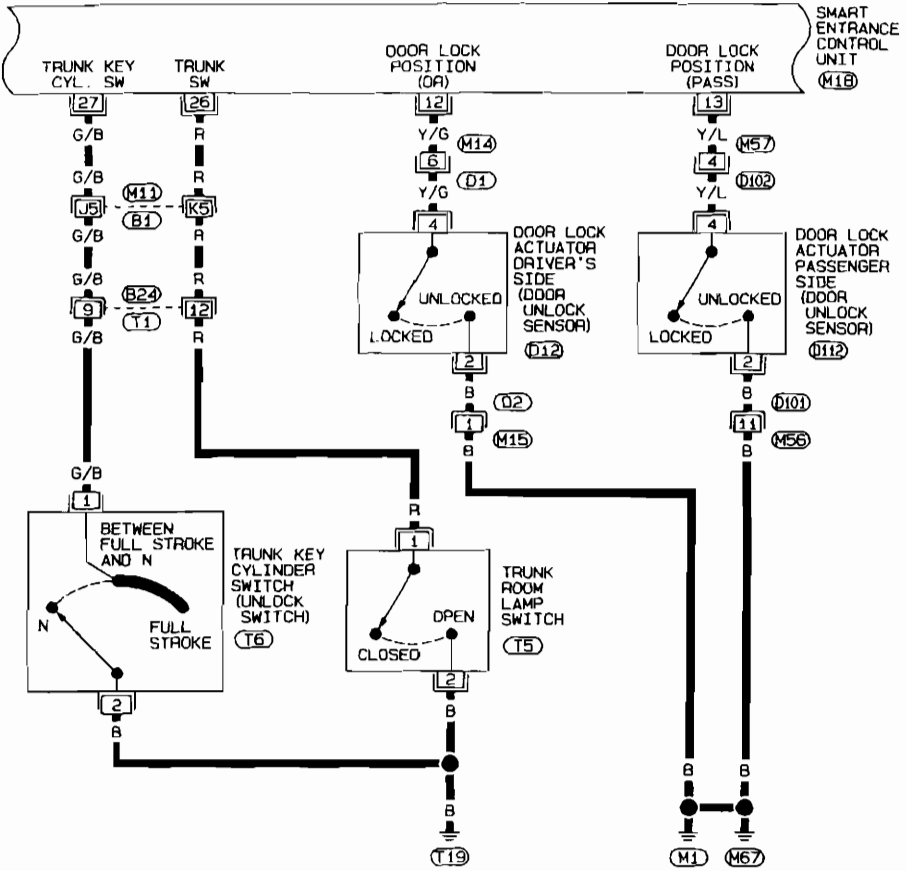 SMART
ENTRANCE
CONTROL
UNIT
M18
TRUNK KEY
CYL. SW
TRUNK
SW
DOOR LOCK
POSITION
(DR)
DOOR LOCK
POSITION
(PASS)
27
26
12
13
G/B
R
Y/G
Y/L
M14
M57
6
4
D1
D102
G/B
R
Y/G
Y/L
M11
J5
K5
B1
4
4
G/B
R
DOOR LOCK
ACTUATOR
DRIVER'S
SIDE
(DOOR
UNLOCK
SENSOR)
D12
DOOR LOCK
ACTUATOR
PASSENGER
SIDE
(DOOR
UNLOCK
SENSOR)
D112
G/B
R
B24
9
12
T1
G/B
R
UNLOCKED
LOCKED
UNLOCKED
LOCKED
2
2
B
B
D2
D101
1
11
M15
M56
B
B
G/B
1
R
1
BETWEEN
FULL STROKE
AND N
N
FULL
STROKE
TRUNK KEY
CYLINDER
SWITCH
(UNLOCK
SWITCH)
T6
OPEN
CLOSED
TRUNK
ROOM
LAMP
SWITCH
T5
2
2
B
B
B
B
B
T19
M1
M67